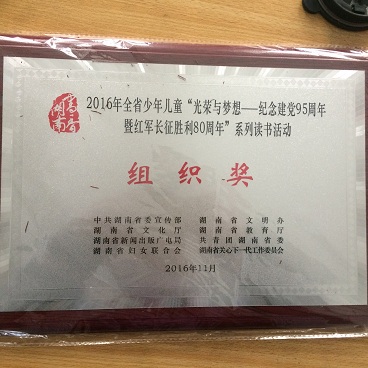 2016年全省少年儿童“光荣与梦想——纪念建党95周年
暨红军长征胜利80周年”系列读书活动
组织奖
中共湖南省委宣传部 湖南省文明办
湖南省文化厅 湖南省教育厅
湖南省新闻出版广电局 共青团湖南省委
湖南省妇女联合会 湖南省关心下一代工作委员会
2016年11月